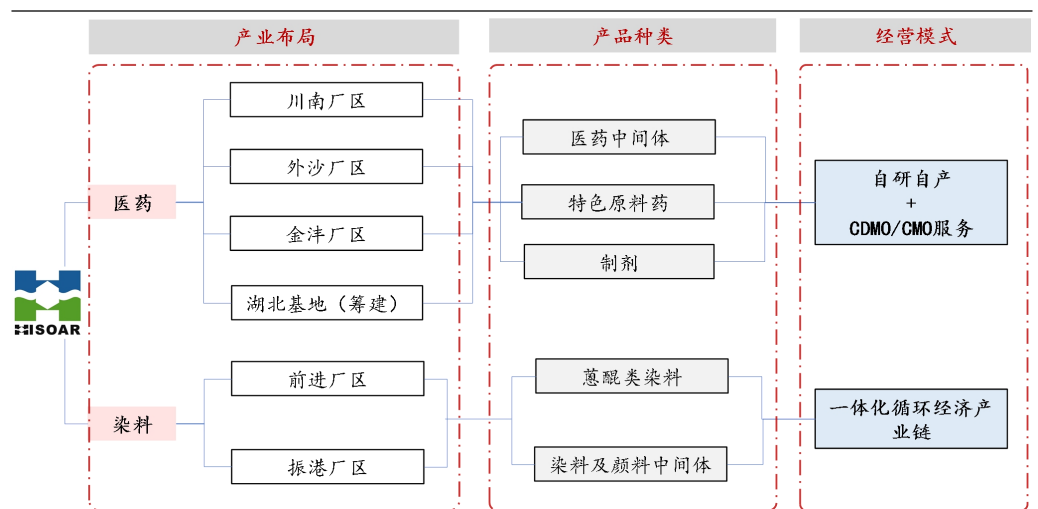 产业布局
产品种类
经营模式
川南厂区
外沙厂区
金沣厂区
湖北基地（筹建）
医药
医药中间体
特色原料药
制剂
自研自产
+
CDMO/CMO服务
HISOAR
前进厂区
振港厂区
染料
蒽醌类染料
染料及颜料中间体
一体化循环经济产
业链